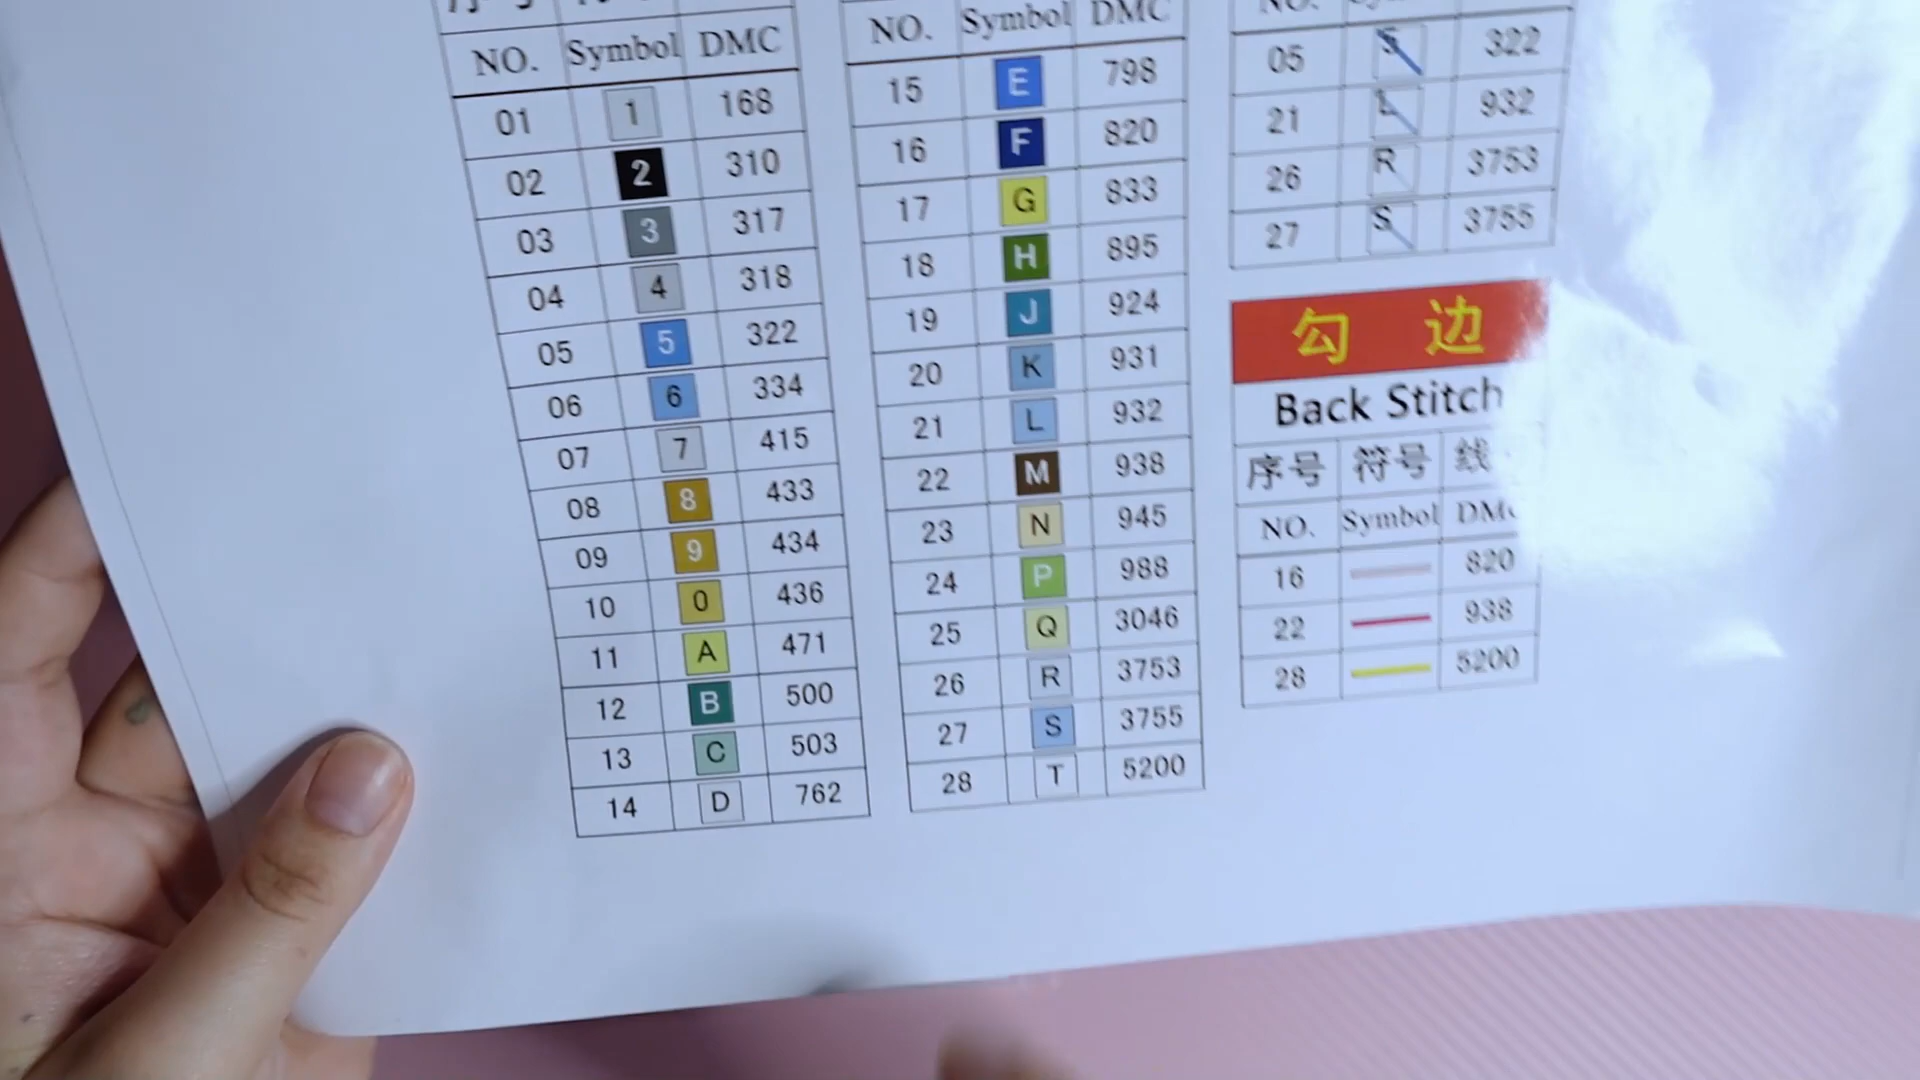 NO. Symbol DMC
01 1 168
02 2 310
03 3 317
04 4 318
05 5 322
06 6 334
07 7 415
08 8 433
09 9 434
10 0 436
11 A 471
12 B 500
13 C 503
14 D 762
NO. Symbol DMC
15 E 798
16 F 820
17 G 833
18 H 895
19 J 924
20 K 931
21 L 932
22 M 938
23 N 945
24 P 988
25 Q 3046
26 R 3753
27 S 3755
28 T 5200
NO.
05 5 322
21 L 932
26 R 3753
27 S 3755
勾 边
Back Stitch
序号 符号 线
NO. Symbol DMC
16 820
22 938
28 5200